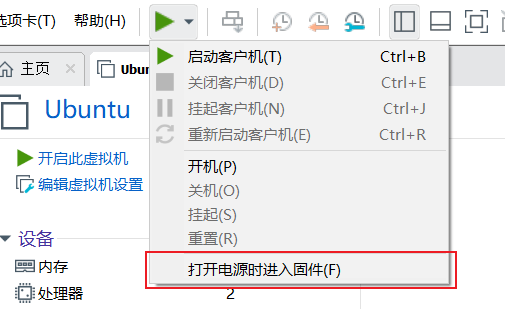 选项卡(T) 帮助(H)
主页
Ubun
Ubuntu
开启此虚拟机
编辑虚拟机设置
设备
内存
处理器 2
启动客户机(T) Ctrl+B
关闭客户机(D) Ctrl+E
挂起客户机(N) Ctrl+J
重新启动客户机(E) Ctrl+R
开机(P)
关机(O)
挂起(S)
重置(R)
打开电源时进入固件(F)